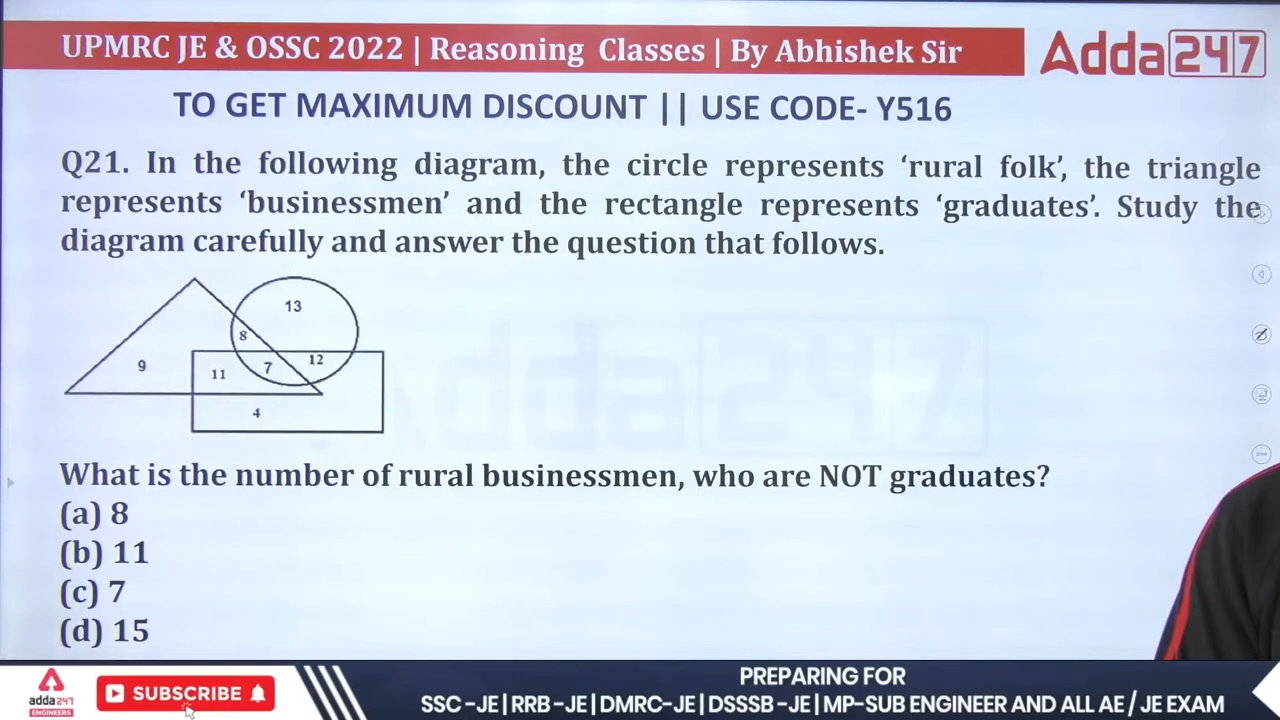 UPMRC JE & OSSC 2022 | Reasoning Classes | By Abhishek Sir
Adda247
TO GET MAXIMUM DISCOUNT || USE CODE- Y516
Q21. In the following diagram, the circle represents ‘rural folk’, the triangle
represents ‘businessmen’ and the rectangle represents ‘graduates’. Study the
diagram carefully and answer the question that follows.
13
8
9
11
7
12
4
Adda247
What is the number of rural businessmen, who are NOT graduates?
(a) 8
(b) 11
(c) 7
(d) 15
adda247
ENGINEERS
SUBSCRIBE
PREPARING FOR
SSC -JE | RRB -JE | DMRC-JE | DSSSB -JE | MP-SUB ENGINEER AND ALL AE / JE EXAM